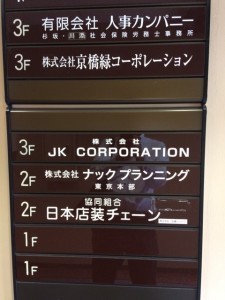 3F 有限会社 人事カンパニー
社会保険労務士事務所
3F 株式会社 京橋緑コーポレーション
株式会社
3F JK CORPORATION
2F 株式会社 ナック プランニング
東京本部
協同組合
2F 日本店装チェーン
1F
1F